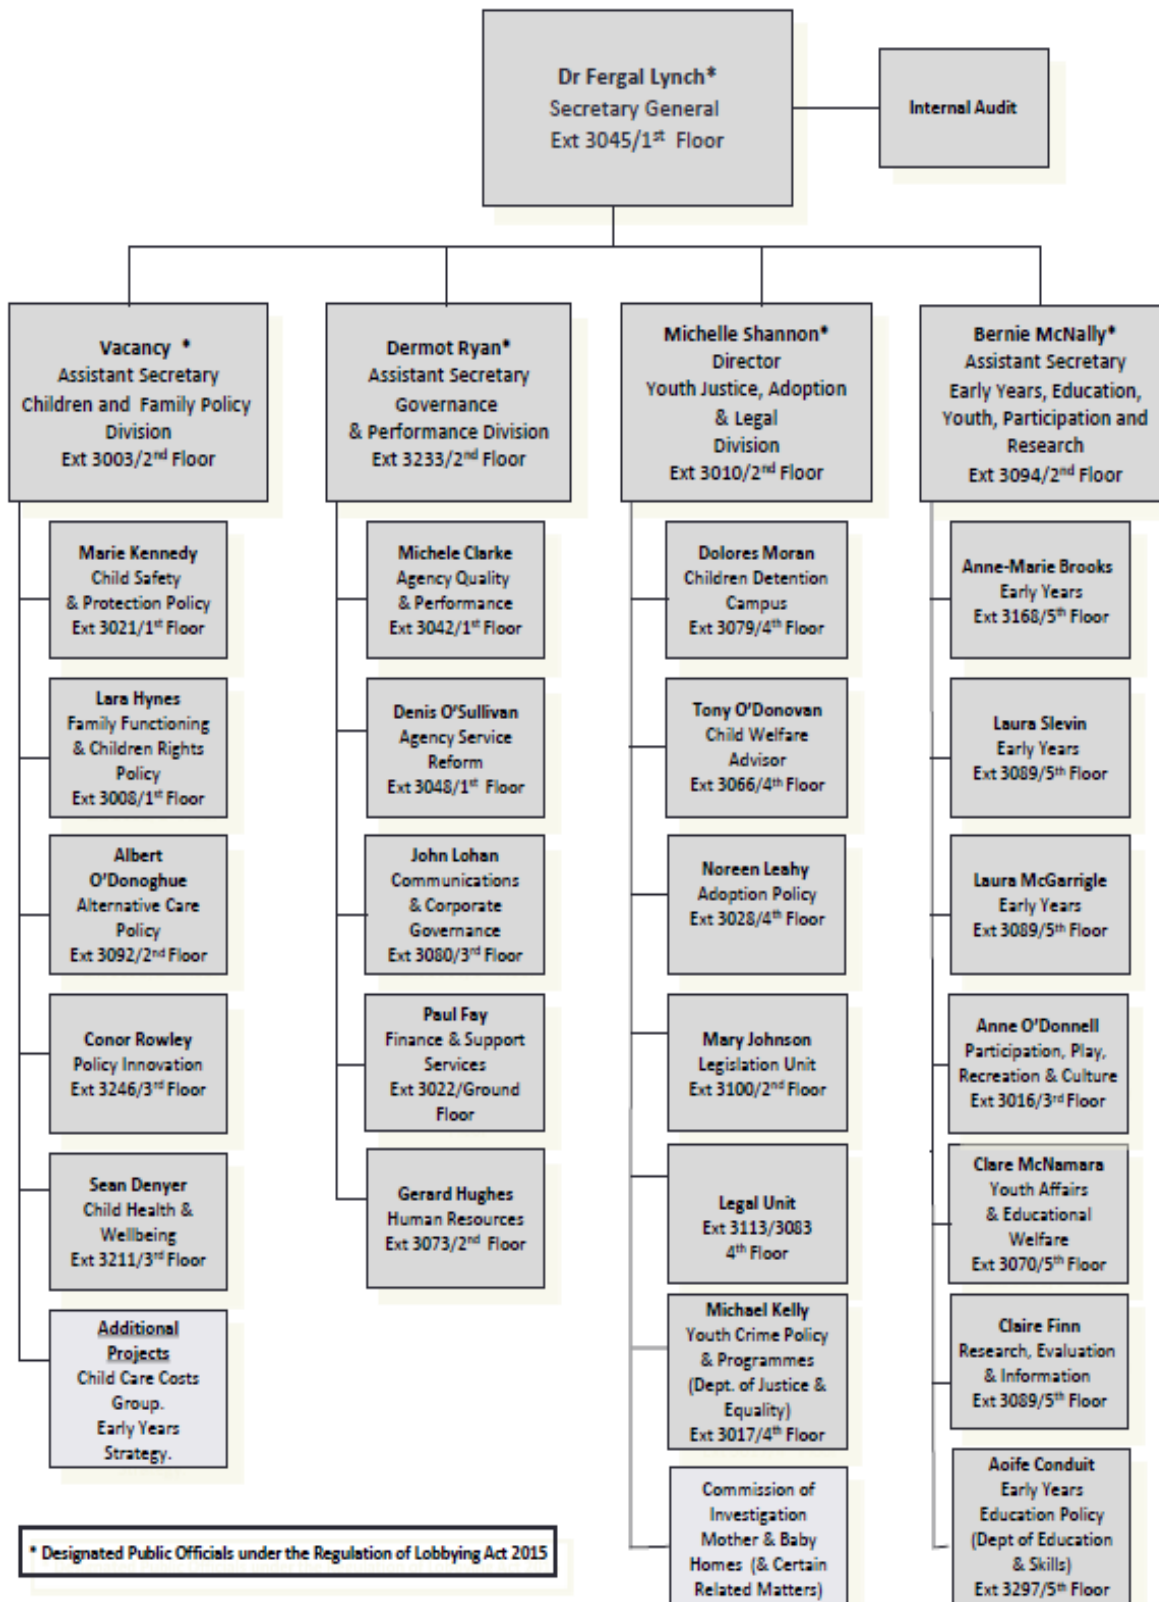 Dr Fergal Lynch*
Secretary General
Ext 3045/1st Floor
Internal Audit
Vacancy *
Assistant Secretary
Children and Family Policy
Division
Ext 3003/2nd Floor
Dermot Ryan*
Assistant Secretary
Governance
& Performance Division
Ext 3233/2nd Floor
Michelle Shannon*
Director
Youth Justice, Adoption
& Legal
Division
Ext 3010/2nd Floor
Bernie McNally*
Assistant Secretary
Early Years, Education,
Youth, Participation and
Research
Ext 3094/2nd Floor
Marie Kennedy
Child Safety
& Protection Policy
Ext 3021/1st Floor
Lara Hynes
Family Functioning
& Children Rights
Policy
Ext 3008/1st Floor
Albert
O'Donoghue
Alternative Care
Policy
Ext 3092/2nd Floor
Conor Rowley
Policy Innovation
Ext 3246/3rd Floor
Sean Denyer
Child Health &
Wellbeing
Ext 3211/3rd Floor
Additional
Projects
Child Care Costs
Group.
Early Years
Strategy.
Michele Clarke
Agency Quality
& Performance
Ext 3042/1st Floor
Denis O'Sullivan
Agency Service
Reform
Ext 3048/1st Floor
John Lohan
Communications
& Corporate
Governance
Ext 3080/3rd Floor
Paul Fay
Finance & Support
Services
Ext 3022/Ground
Floor
Gerard Hughes
Human Resources
Ext 3073/2nd Floor
Dolores Moran
Children Detention
Campus
Ext 3079/4th Floor
Tony O'Donovan
Child Welfare
Advisor
Ext 3066/4th Floor
Noreen Leahy
Adoption Policy
Ext 3028/4th Floor
Mary Johnson
Legislation Unit
Ext 3100/2nd Floor
Legal Unit
Ext 3113/3083
4th Floor
Michael Kelly
Youth Crime Policy
& Programmes
(Dept. of Justice &
Equality)
Ext 3017/4th Floor
Commission of
Investigation
Mother & Baby
Homes (& Certain
Related Matters)
Anne-Marie Brooks
Early Years
Ext 3168/5th Floor
Laura Slevin
Early Years
Ext 3089/5th Floor
Laura McGarrigle
Early Years
Ext 3089/5th Floor
Anne O'Donnell
Participation, Play,
Recreation & Culture
Ext 3016/3rd Floor
Clare McNamara
Youth Affairs
& Educational
Welfare
Ext 3070/5th Floor
Claire Finn
Research, Evaluation
& Information
Ext 3089/5th Floor
Aoife Conduit
Early Years
Education Policy
(Dept of Education
& Skills)
Ext 3297/5th Floor
* Designated Public Officials under the Regulation of Lobbying Act 2015